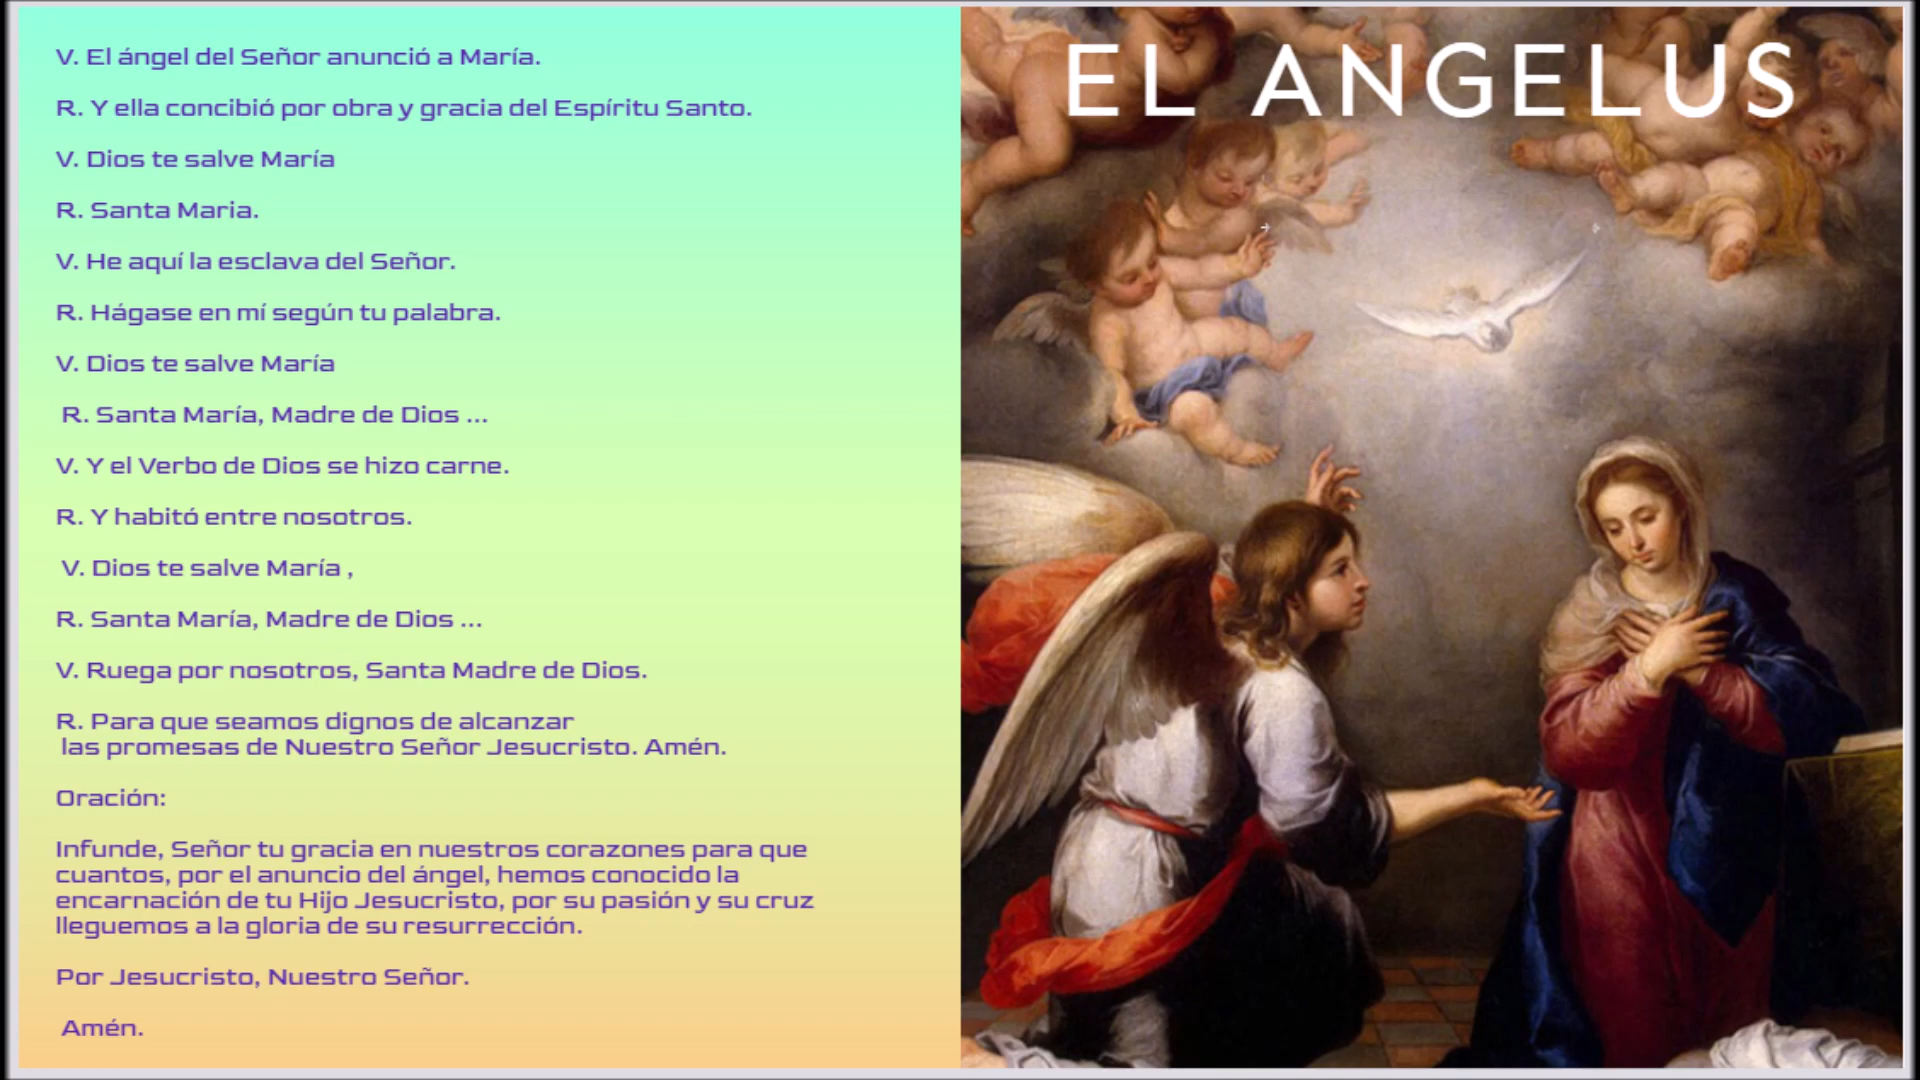 EL ANGELUS
V. El ángel del Señor anunció a María.
R. Y ella concibió por obra y gracia del Espíritu Santo.
V. Dios te salve María
R. Santa Maria.
V. He aquí la esclava del Señor.
R. Hágase en mí según tu palabra.
V. Dios te salve María
R. Santa María, Madre de Dios ...
V. Y el Verbo de Dios se hizo carne.
R. Y habitó entre nosotros.
V. Dios te salve María ,
R. Santa María, Madre de Dios ...
V. Ruega por nosotros, Santa Madre de Dios.
R. Para que seamos dignos de alcanzar
las promesas de Nuestro Señor Jesucristo. Amén.
Oración:
Infunde, Señor tu gracia en nuestros corazones para que
cuantos, por el anuncio del ángel, hemos conocido la
encarnación de tu Hijo Jesucristo, por su pasión y su cruz
lleguemos a la gloria de su resurrección.
Por Jesucristo, Nuestro Señor.
Amén.